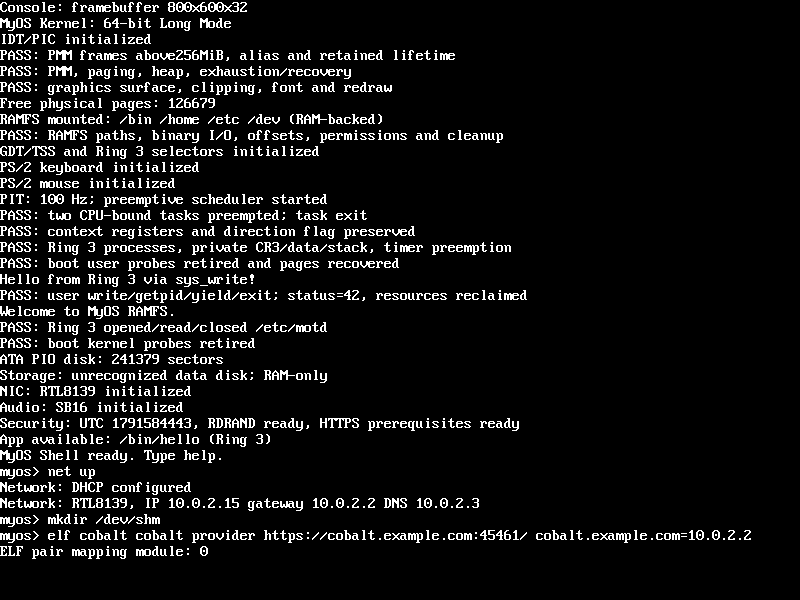 Console: framebuffer 800x600x32
MyOS Kernel: 64-bit Long Mode
IDT/PIC initialized
PASS: PMM frames above256MiB, alias and retained lifetime
PASS: PMM, paging, heap, exhaustion/recovery
PASS: graphics surface, clipping, font and redraw
Free physical pages: 126679
RAMFS mounted: /bin /home /etc /dev (RAM-backed)
PASS: RAMFS paths, binary I/O, offsets, permissions and cleanup
GDT/TSS and Ring 3 selectors initialized
PS/2 keyboard initialized
PS/2 mouse initialized
PIT: 100 Hz; preemptive scheduler started
PASS: two CPU-bound tasks preempted; task exit
PASS: context registers and direction flag preserved
PASS: Ring 3 processes, private CR3/data/stack, timer preemption
PASS: boot user probes retired and pages recovered
Hello from Ring 3 via sys_write!
PASS: user write/getpid/yield/exit; status=42, resources reclaimed
Welcome to MyOS RAMFS.
PASS: Ring 3 opened/read/closed /etc/motd
PASS: boot kernel probes retired
ATA PIO disk: 241379 sectors
Storage: unrecognized data disk; RAM-only
NIC: RTL8139 initialized
Audio: SB16 initialized
Security: UTC 1791584443, RDRAND ready, HTTPS prerequisites ready
App available: /bin/hello (Ring 3)
MyOS Shell ready. Type help.
myos> net up
Network: DHCP configured
Network: RTL8139, IP 10.0.2.15 gateway 10.0.2.2 DNS 10.0.2.3
myos> mkdir /dev/shm
myos> elf cobalt cobalt provider https://cobalt.example.com:45461/ cobalt.example.com=10.0.2.2
ELF pair mapping module: 0